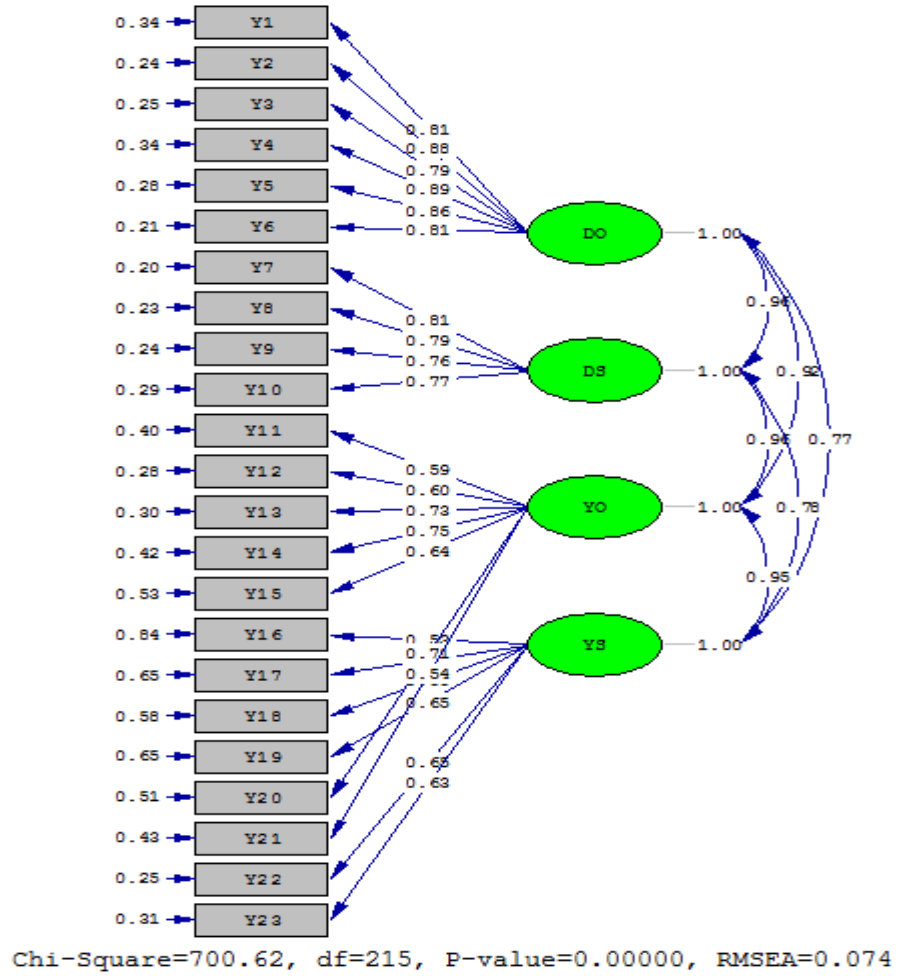 0.34 Y1
0.24 Y2
0.25 Y3
0.34 Y4
0.28 Y5
0.21 Y6
0.20 Y7
0.23 Y8
0.24 Y9
0.29 Y10
0.40 Y11
0.28 Y12
0.30 Y13
0.42 Y14
0.53 Y15
0.84 Y16
0.65 Y17
0.58 Y18
0.65 Y19
0.51 Y20
0.43 Y21
0.25 Y22
0.31 Y23
0.81
0.88
0.79
0.89
0.86
0.81
0.81
0.79
0.76
0.77
0.59
0.60
0.73
0.75
0.64
0.71
0.54
0.65
0.63
DO 1.00
DS 1.00
YO 1.00
YS 1.00
0.96
0.92
0.96
0.77
0.78
0.95
Chi-Square=700.62, df=215, P-value=0.00000, RMSEA=0.074